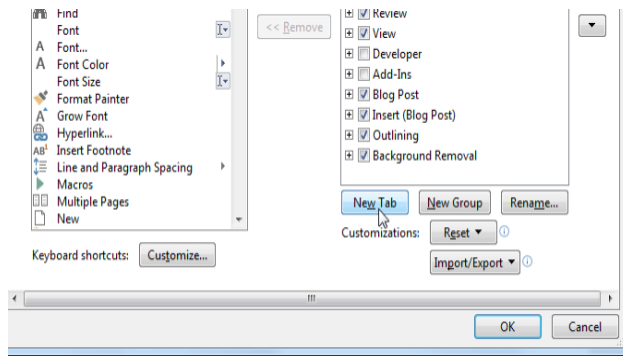 Find
Font
Font...
Font Color
Font Size
Format Painter
Grow Font
Hyperlink...
Insert Footnote
Line and Paragraph Spacing
Macros
Multiple Pages
New
Keyboard shortcuts: Customize...
<< Remove
Review
View
Developer
Add-Ins
Blog Post
Insert (Blog Post)
Outlining
Background Removal
New Tab New Group Rename...
Customizations: Reset
Import/Export
OK Cancel